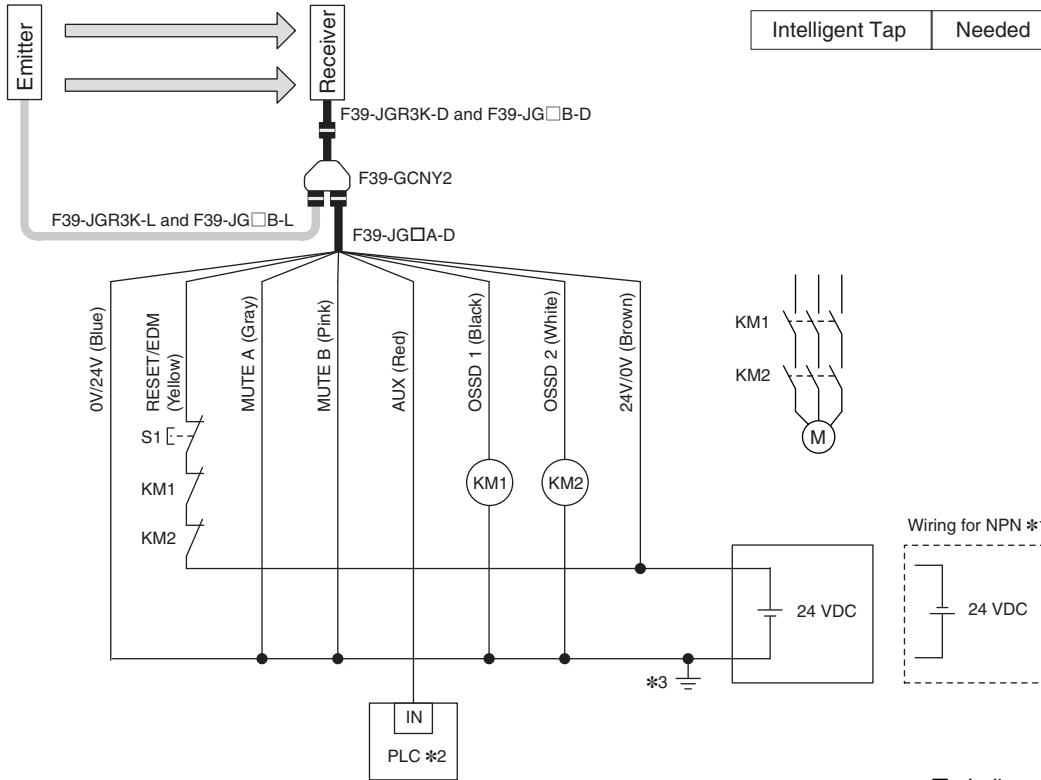 Emitter
Receiver
Intelligent Tap Needed
F39-JGR3K-D and F39-JG□B-D
F39-GCNY2
F39-JGR3K-L and F39-JG□B-L
F39-JG□A-D
0V/24V (Blue)
RESET/EDM
(Yellow)
MUTE A (Gray)
MUTE B (Pink)
AUX (Red)
OSSD 1 (Black)
OSSD 2 (White)
24V/0V (Brown)
KM1
KM2
M
S1
KM1
KM2
KM1
KM2
Wiring for NPN ✻
24 VDC
24 VDC
✻3
IN
PLC ✻2